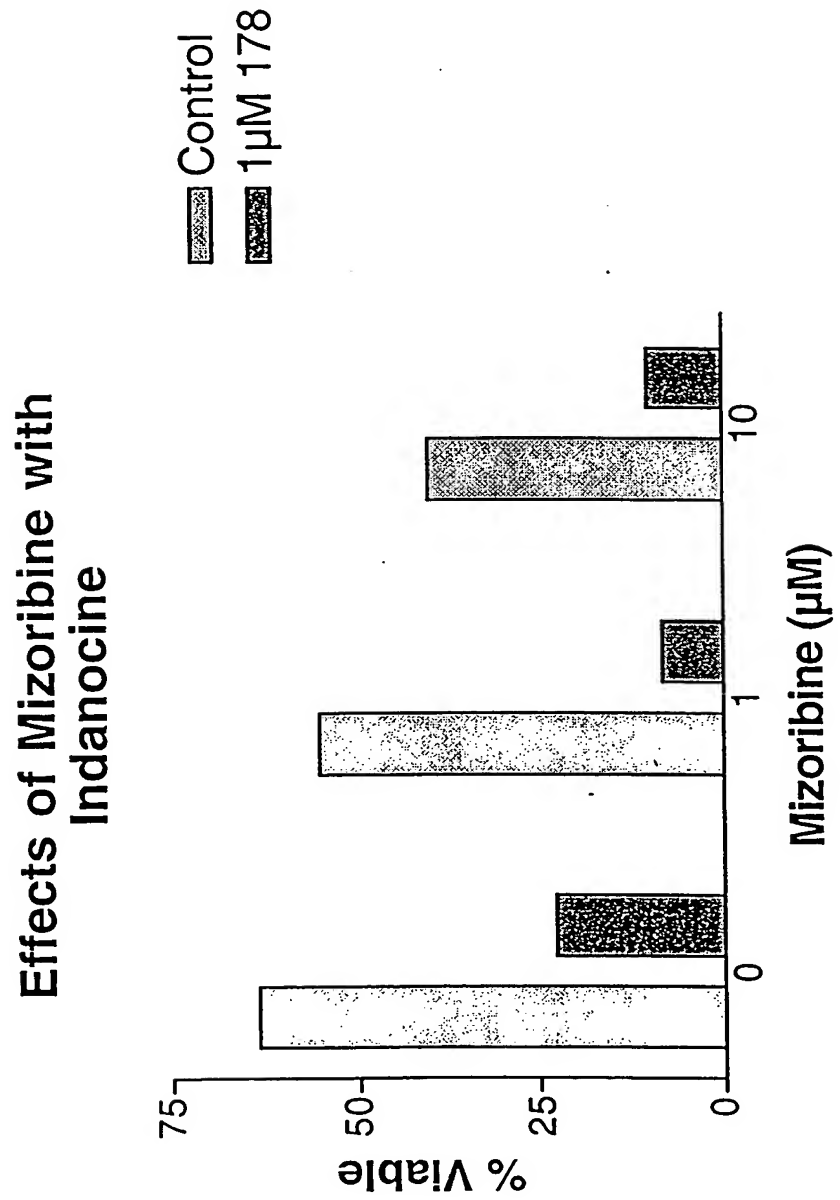 Effects of Mizoribine with
Indanocine
Control
1µM 178
75
50
25
0
% Viable
0
1
10
Mizoribine (µM)